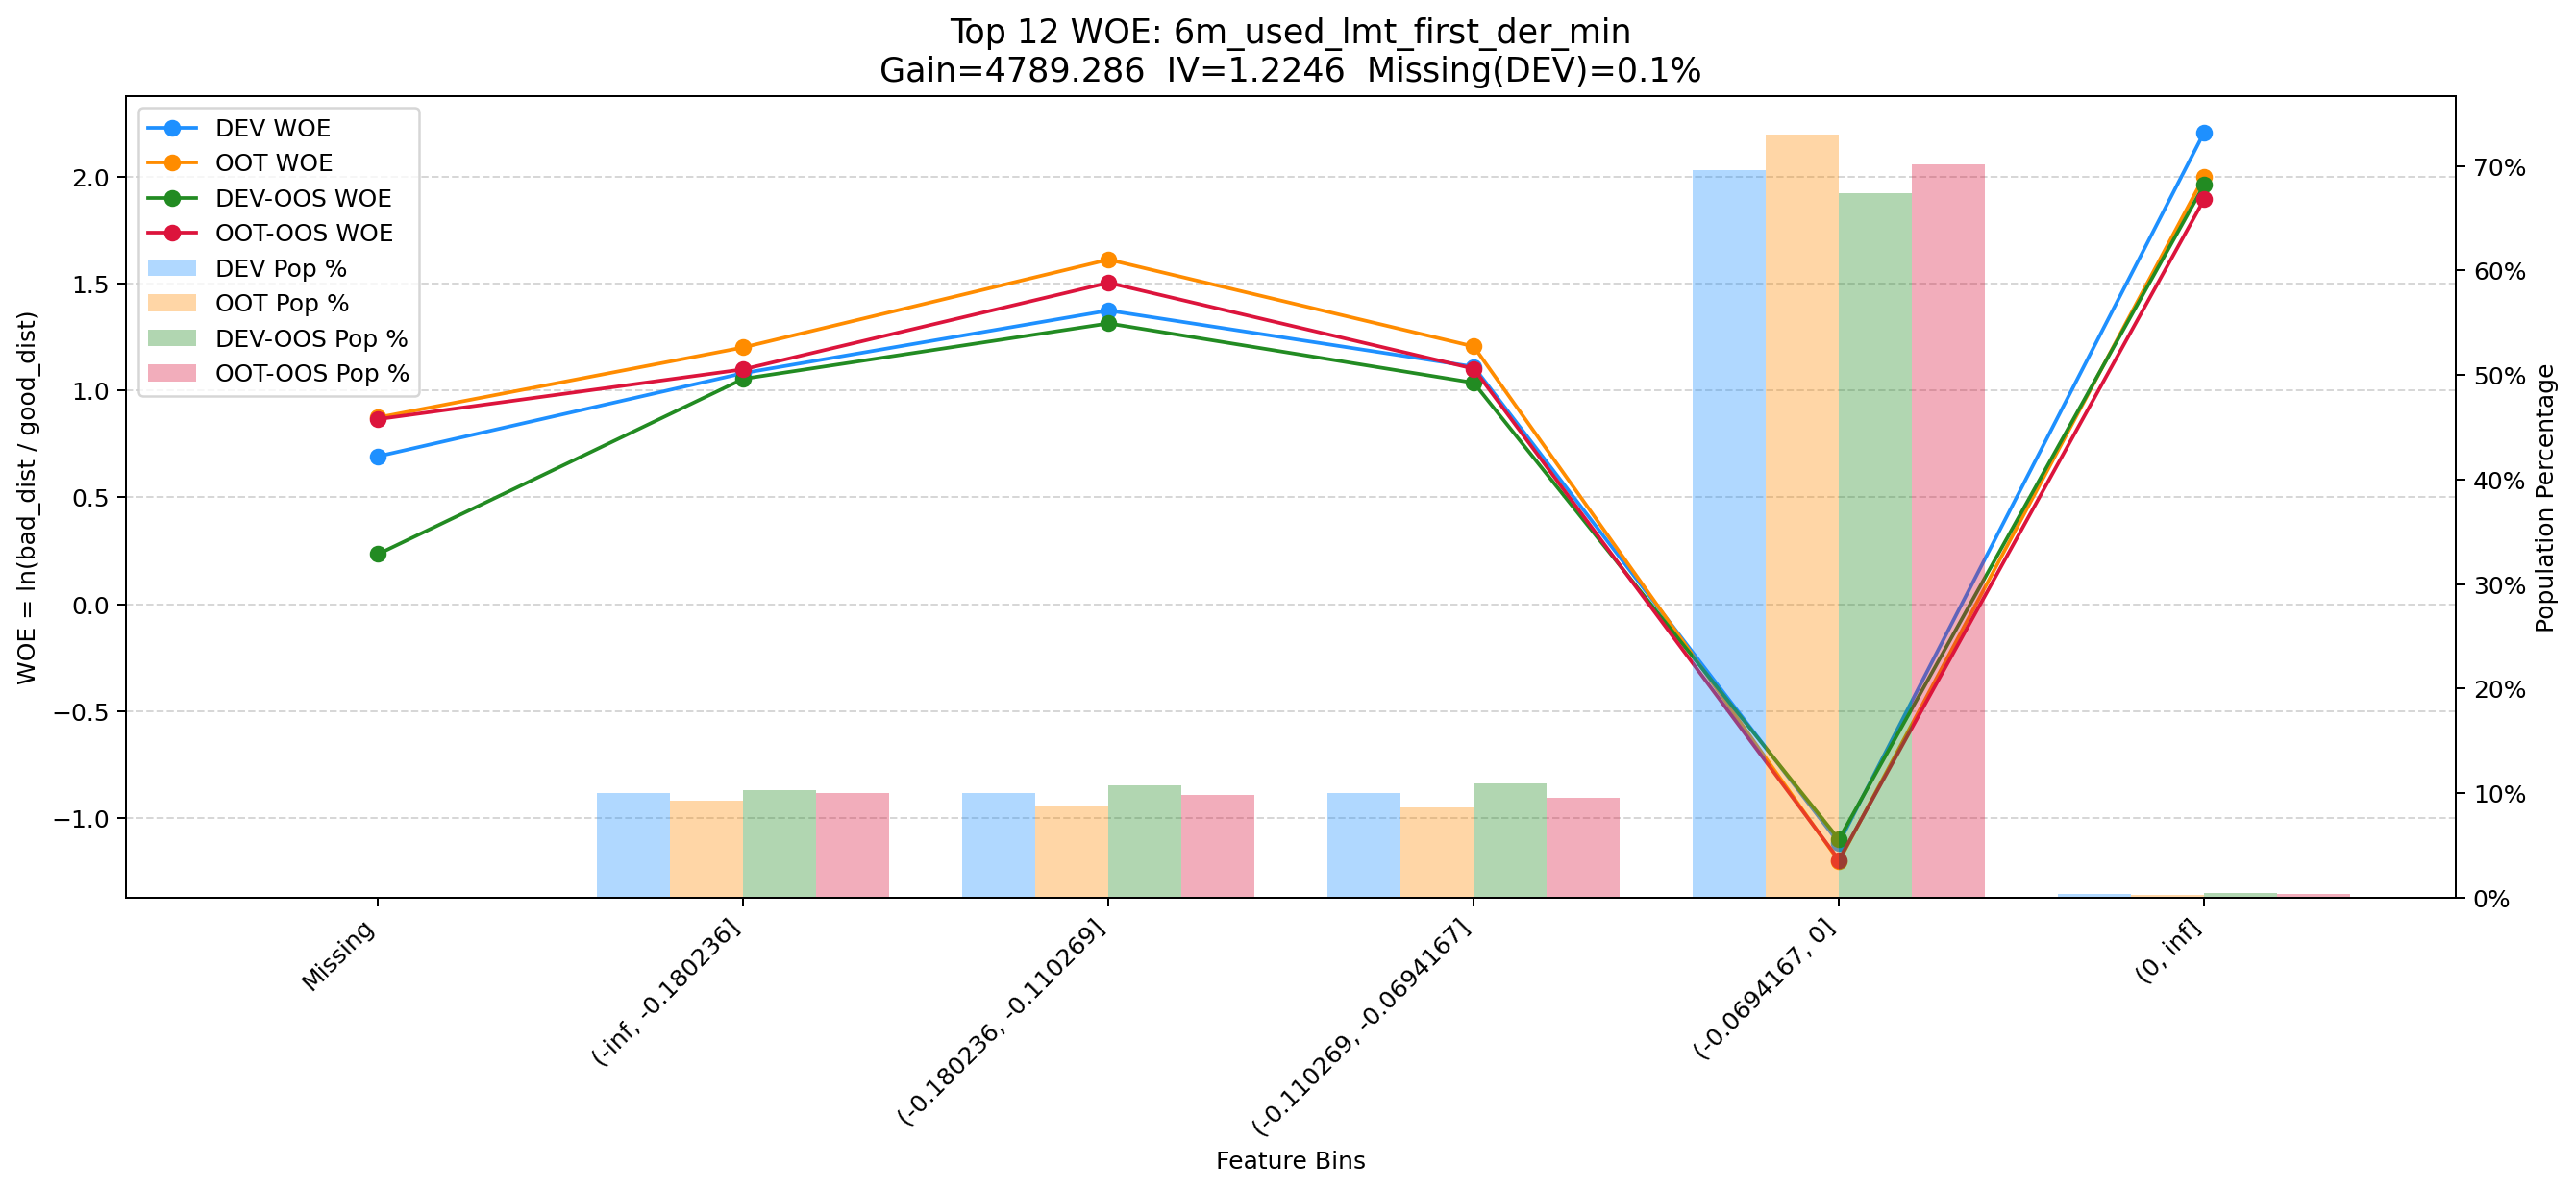 Top 12 WOE: 6m_used_lmt_first_der_min
Gain=4789.286  IV=1.2246  Missing(DEV)=0.1%
DEV WOE
OOT WOE
DEV-OOS WOE
OOT-OOS WOE
DEV Pop %
OOT Pop %
DEV-OOS Pop %
OOT-OOS Pop %
WOE = ln(bad_dist / good_dist)
2.0
1.5
1.0
0.5
0.0
−0.5
−1.0
70%
60%
50%
40%
30%
20%
10%
0%
Population Percentage
Missing
(-inf, -0.180236]
(-0.180236, -0.110269]
(-0.110269, -0.0694167]
(-0.0694167, 0]
(0, inf]
Feature Bins